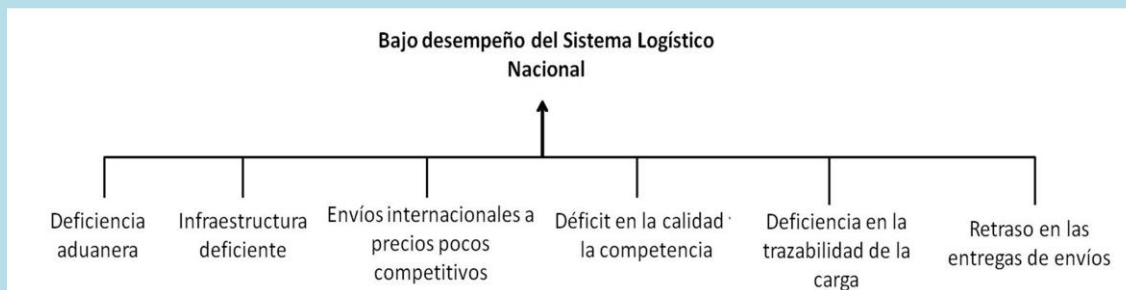 Bajo desempeño del Sistema Logístico
Nacional
Deficiencia
aduanera
Infraestructura
deficiente
Envíos internacionales a
precios pocos
competitivos
Déficit en la calidad
la competencia
Deficiencia en la
trazabilidad de la
carga
Retraso en las
entregas de envíos